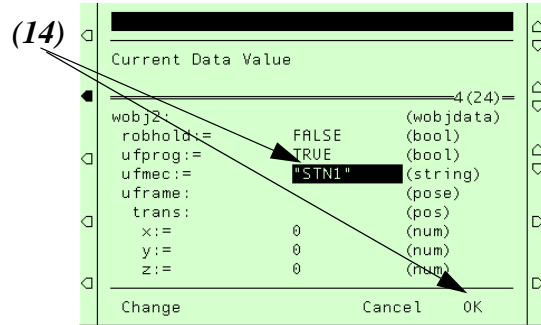 (14)
Current Data Value
4(24)
wobj2: (wobjdata)
robhold:= FALSE (bool)
ufprog:= TRUE (bool)
ufmec:= "STN1" (string)
uframe: (pose)
trans: (pos)
x:= 0 (num)
y:= 0 (num)
z:= 0 (num)
Change Cancel OK